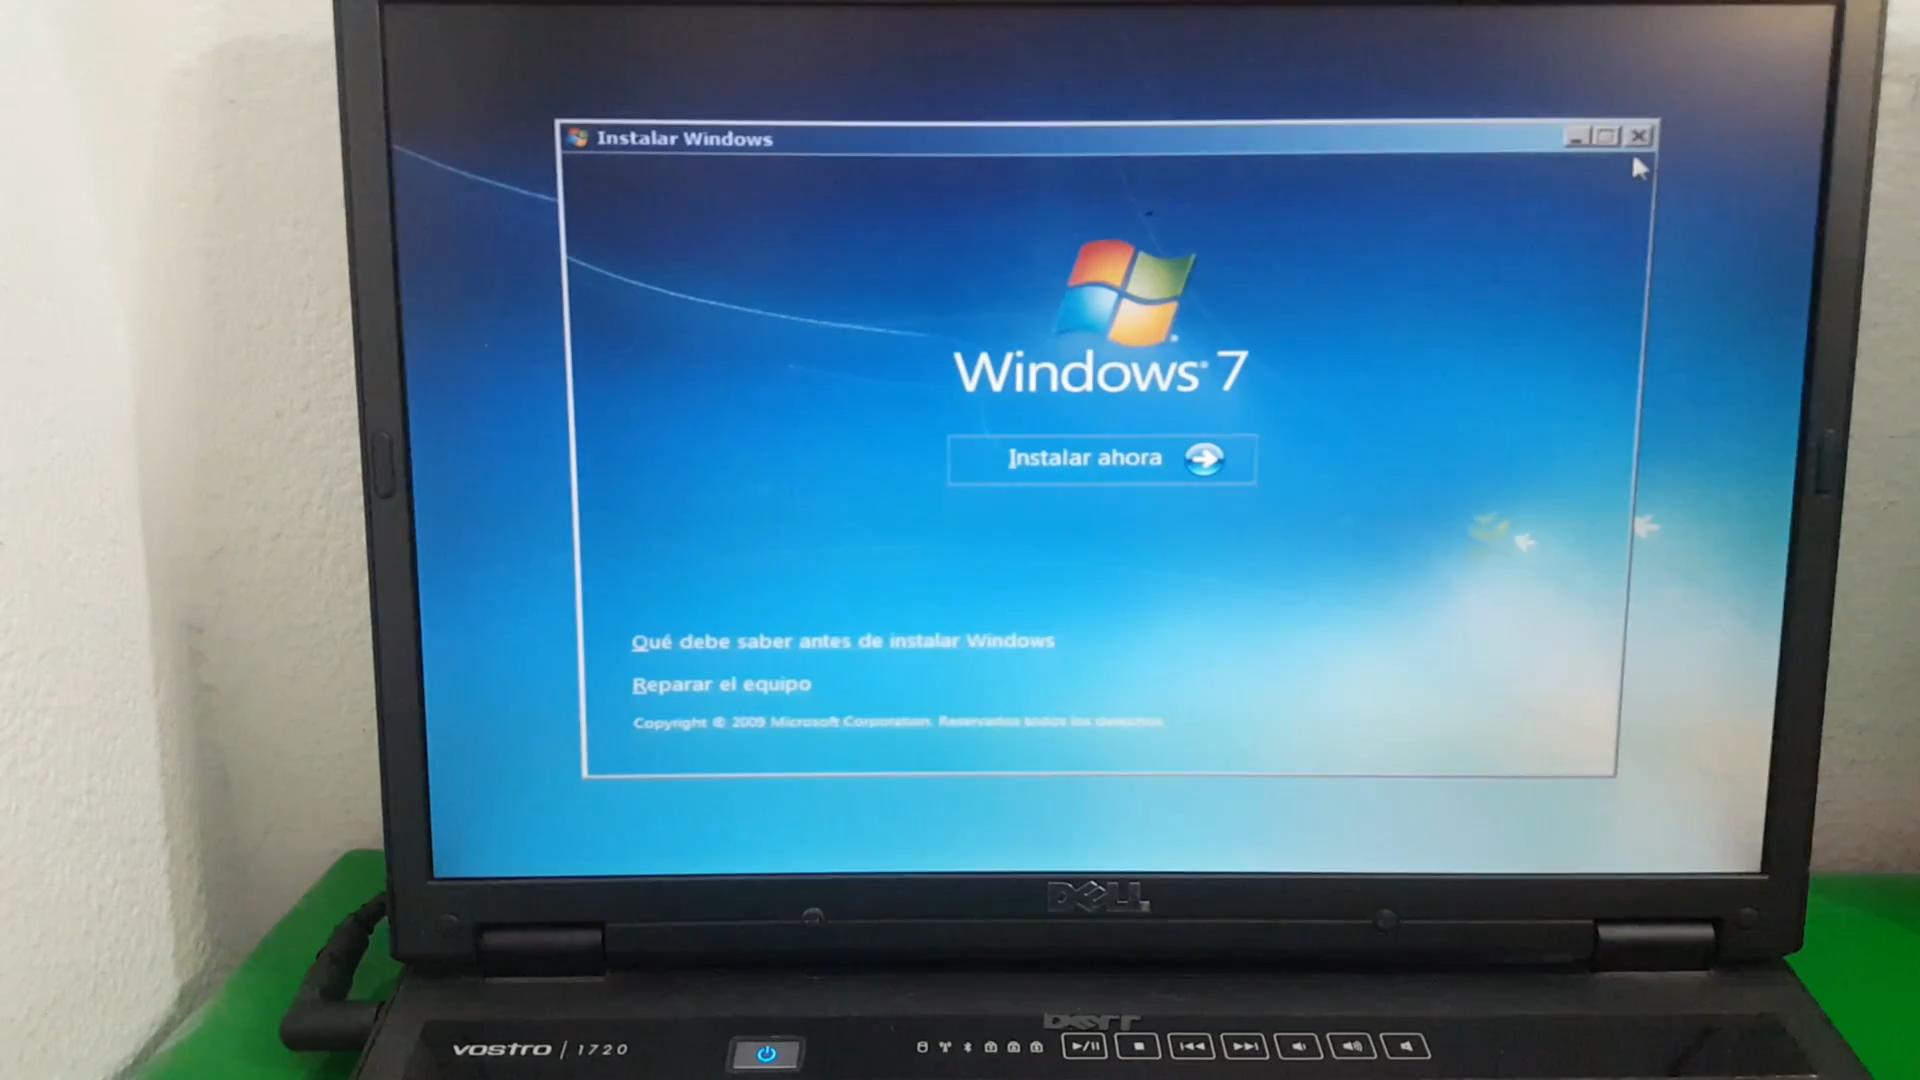 Instalar Windows
Windows® 7
Instalar ahora
Qué debe saber antes de instalar Windows
Reparar el equipo
Copyright © 2009 Microsoft Corporation. Reservados todos los derechos.
DELL
vostro | 1720